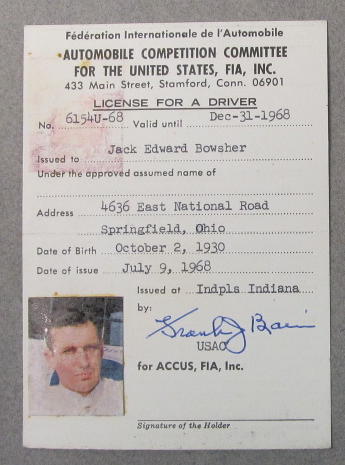 Fédération Internationale de l'Automobile
AUTOMOBILE COMPETITION COMMITTEE
FOR THE UNITED STATES, FIA, INC.
433 Main Street, Stamford, Conn. 06901
LICENSE FOR A DRIVER
No. 6154U-68 Valid until Dec-31-1968
Issued to Jack Edward Bowsher
Under the approved assumed name of
Address 4636 East National Road
Springfield, Ohio
Date of Birth October 2, 1930
Date of issue July 9, 1968
Issued at Indpls Indiana
by:
Frank J Bain
USAC
for ACCUS, FIA, Inc.
Signature of the Holder